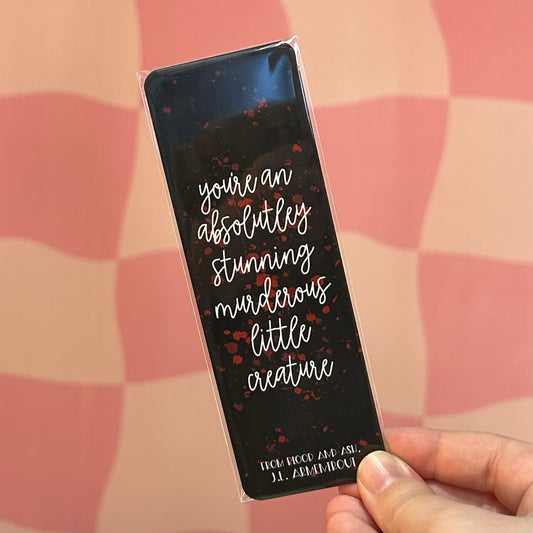 you're an
absolutley
stunning
murderous
little
creature
FROM BLOOD AND ASH,
J.L. ARMENTROUT